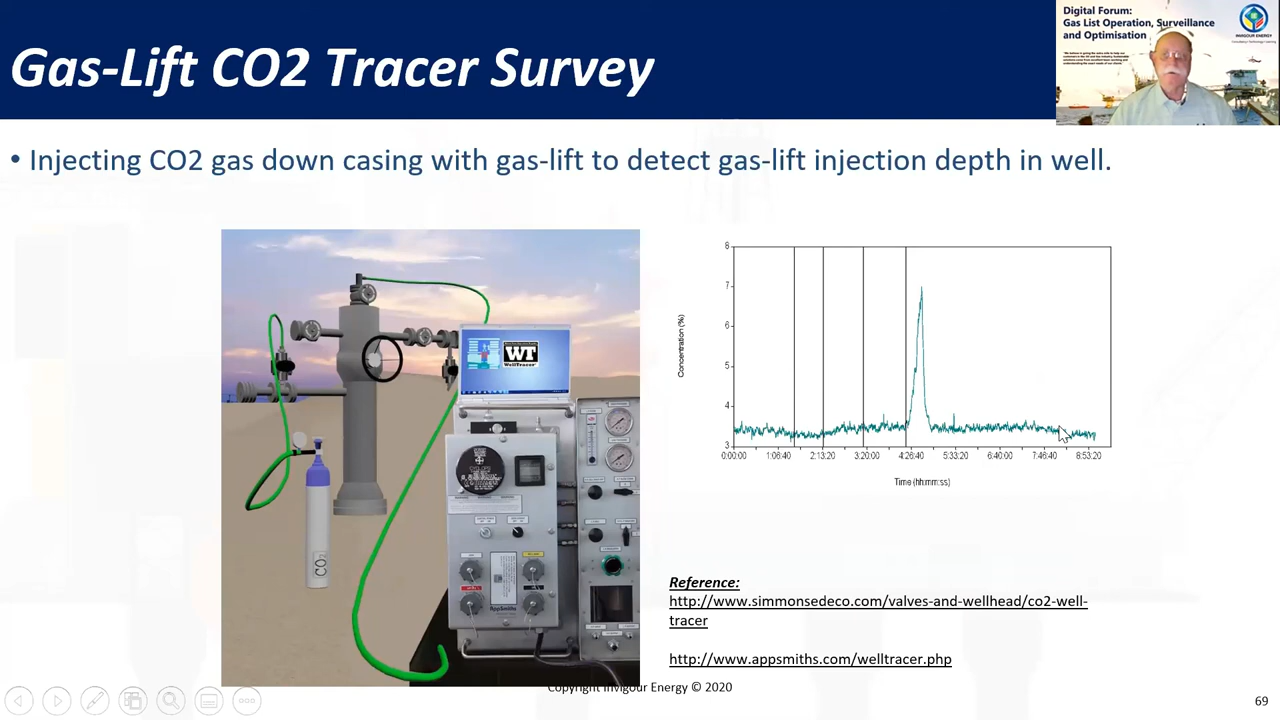 Gas-Lift CO2 Tracer Survey
Digital Forum:
Gas List Operation, Surveillance
and Optimisation
INVIGOUR ENERGY
• Injecting CO2 gas down casing with gas-lift to detect gas-lift injection depth in well.
WT
WellTracer
CO2
AppSmiths
8
7
6
5
4
3
Concentration (%)
0:00:00 1:06:40 2:13:20 3:20:00 4:26:40 5:33:20 6:40:00 7:46:40 8:53:20
Time (hh:mm:ss)
Reference:
http://www.simmonsedeco.com/valves-and-wellhead/co2-well-
tracer
http://www.appsmiths.com/welltracer.php
Copyright Invigour Energy © 2020
69